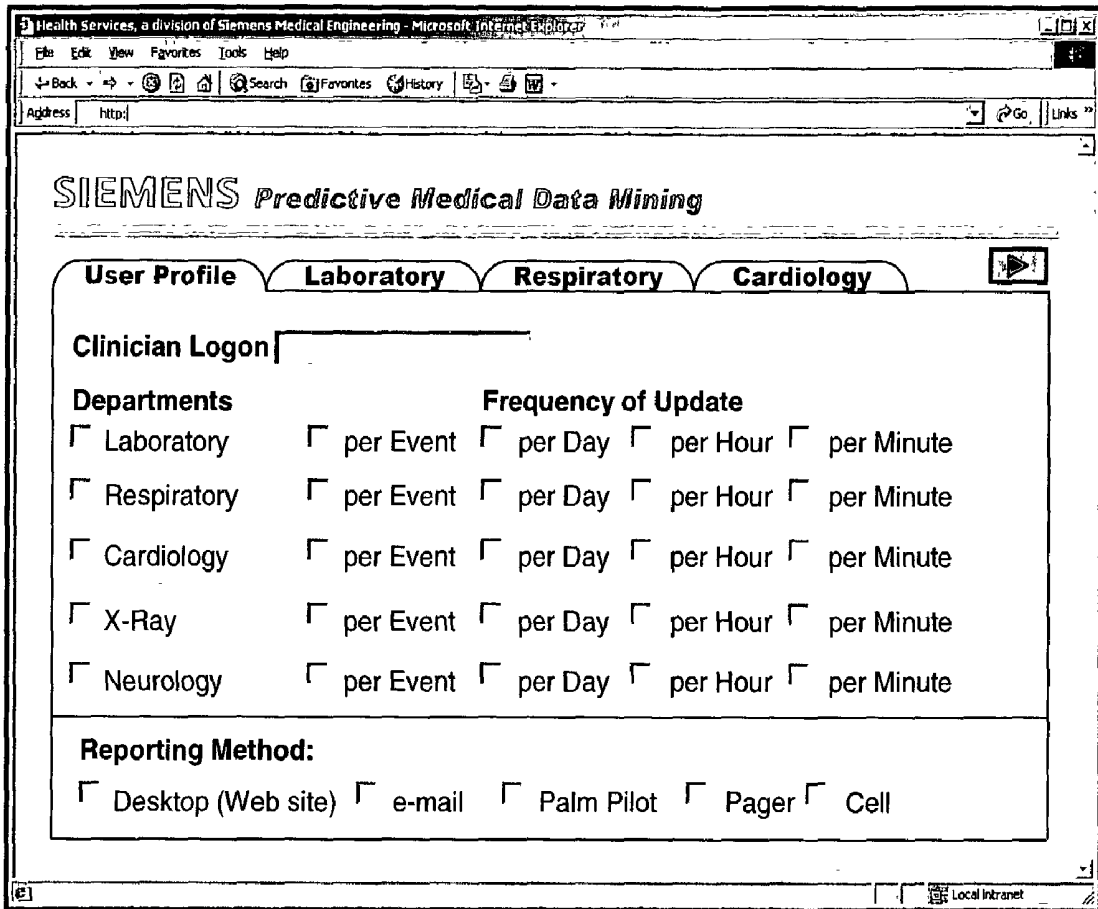 Health Services, a division of Siemens Medical Engineering - Microsoft Internet Explorer
File Edit View Favorites Tools Help
Back Search Favorites History
Address http: Go Links »
SIEMENS Predictive Medical Data Mining
User Profile Laboratory Respiratory Cardiology
Clinician Logon
Departments Frequency of Update
Laboratory per Event per Day per Hour per Minute
Respiratory per Event per Day per Hour per Minute
Cardiology per Event per Day per Hour per Minute
X-Ray per Event per Day per Hour per Minute
Neurology per Event per Day per Hour per Minute
Reporting Method:
Desktop (Web site) e-mail Palm Pilot Pager Cell
Local intranet